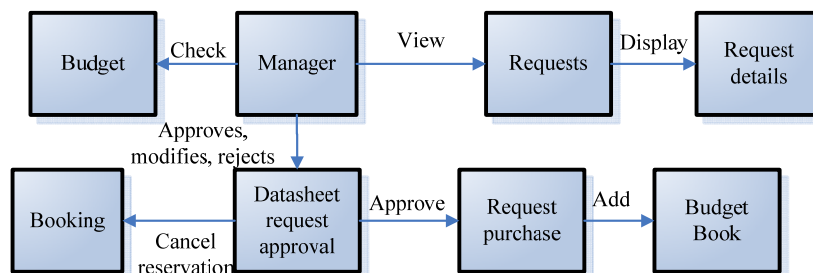 Budget
Check
Manager
View
Requests
Display
Request
details
Approves,
modifies, rejects
Booking
Cancel
reservation
Datasheet
request
approval
Approve
Request
purchase
Add
Budget
Book